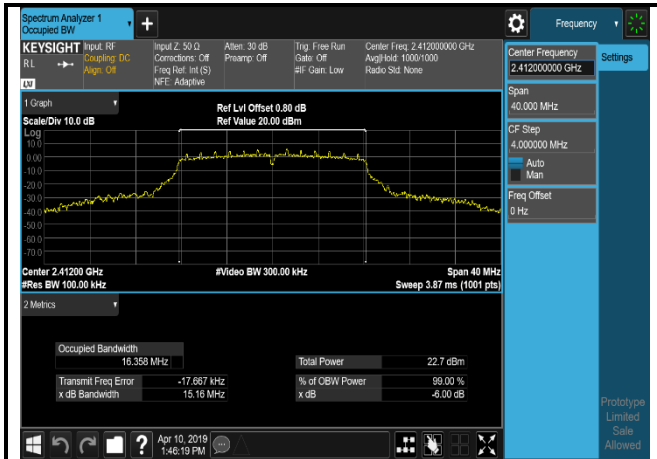 Spectrum Analyzer 1
Occupied BW
+
Frequency
KEYSIGHT
RL
LXI
Input: RF
Coupling: DC
Align: Off
Input Z: 50 Ω
Corrections: Off
Freq Ref: Int (S)
NFE: Adaptive
Atten: 30 dB
Preamp: Off
Trig: Free Run
Gate: Off
#IF Gain: Low
Center Freq: 2.412000000 GHz
Avg|Hold: 1000/1000
Radio Std: None
Center Frequency
2.412000000 GHz
Settings
Span
40.000 MHz
CF Step
4.000000 MHz
Auto
Man
Freq Offset
0 Hz
1 Graph
Scale/Div 10.0 dB
Ref Lvl Offset 0.80 dB
Ref Value 20.00 dBm
Log
10.0
0.00
-10.0
-20.0
-30.0
-40.0
-50.0
-60.0
-70.0
Center 2.41200 GHz
#Video BW 300.00 kHz
Span 40 MHz
#Res BW 100.00 kHz
Sweep 3.87 ms (1001 pts)
2 Metrics
Occupied Bandwidth
16.358 MHz
Total Power 22.7 dBm
Transmit Freq Error -17.667 kHz
% of OBW Power 99.00 %
x dB Bandwidth 15.16 MHz
x dB -6.00 dB
Prototype
Limited
Sale
Allowed
?
Apr 10, 2019
1:46:19 PM